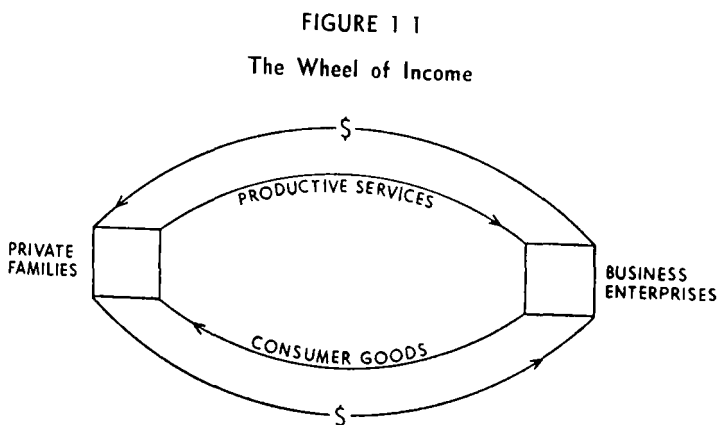 FIGURE 1 1
The Wheel of Income
$
PRODUCTIVE SERVICES
PRIVATE
FAMILIES
BUSINESS
ENTERPRISES
CONSUMER GOODS
$